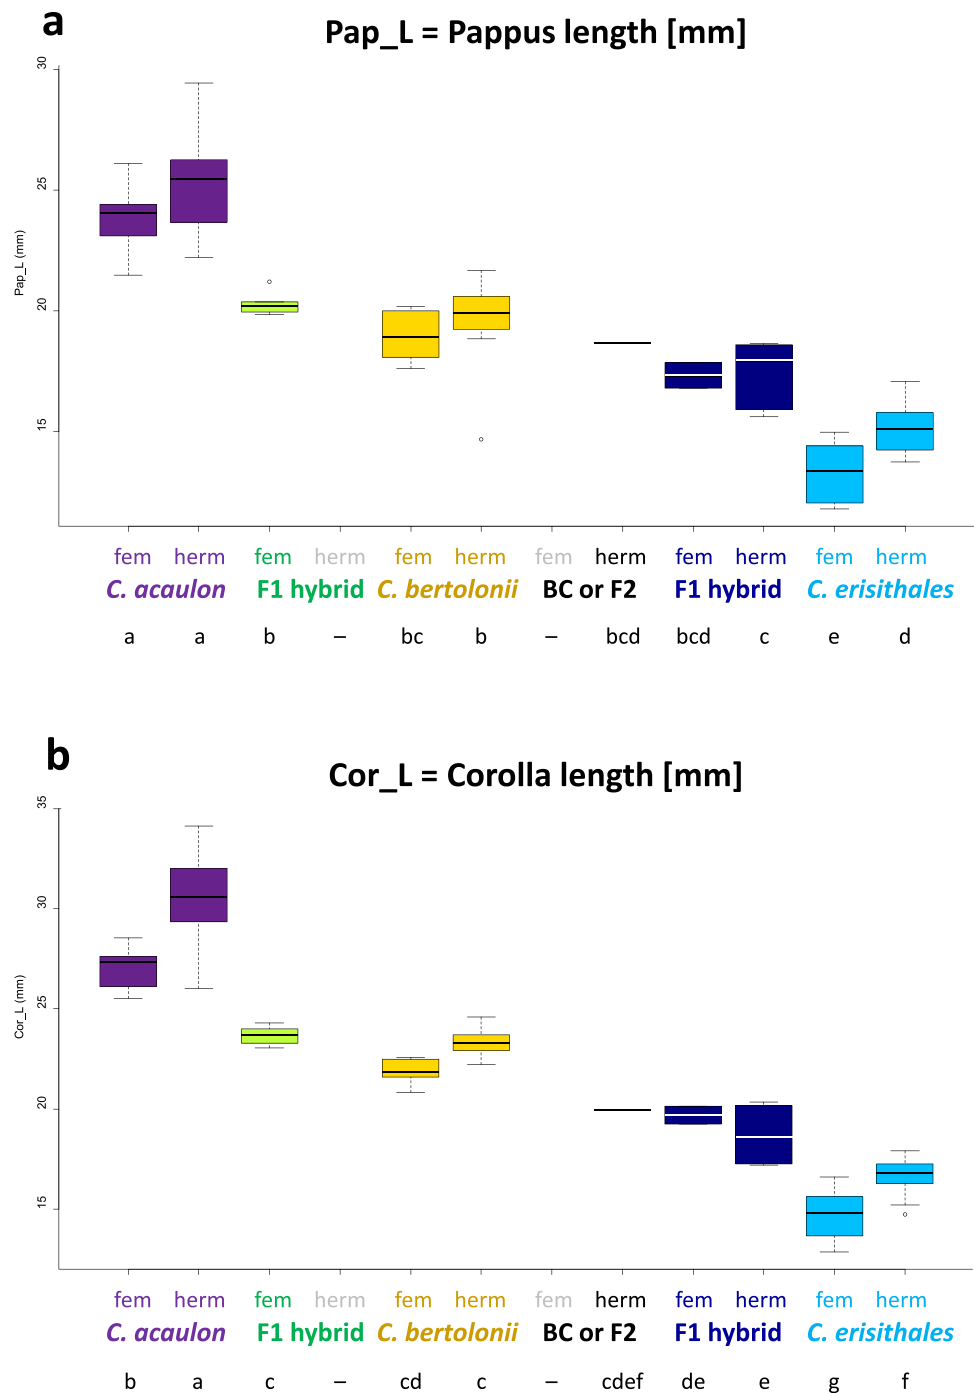 a
Pap_L = Pappus length [mm]
30
25
20
15
Pap_L (mm)
fem herm fem herm fem herm fem herm fem herm fem herm
C. acaulon F1 hybrid C. bertolonii BC or F2 F1 hybrid C. erisithales
a a b – bc b – bcd bcd c e d
b
Cor_L = Corolla length [mm]
35
30
25
20
15
Cor_L (mm)
fem herm fem herm fem herm fem herm fem herm fem herm
C. acaulon F1 hybrid C. bertolonii BC or F2 F1 hybrid C. erisithales
b a c – cd c – cdef de e g f